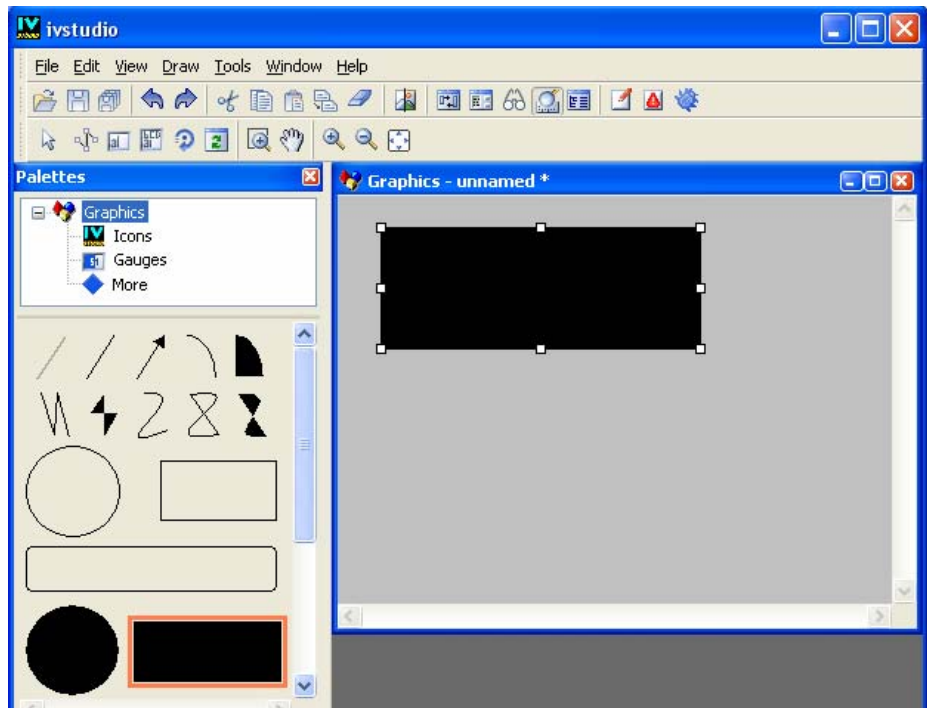 ivstudio
File Edit View Draw Tools Window Help
Palettes
Graphics - unnamed *
Graphics
Icons
Gauges
More